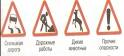 Скользкая дорога
Дорожные работы
Дикие животные
Прочие опасности